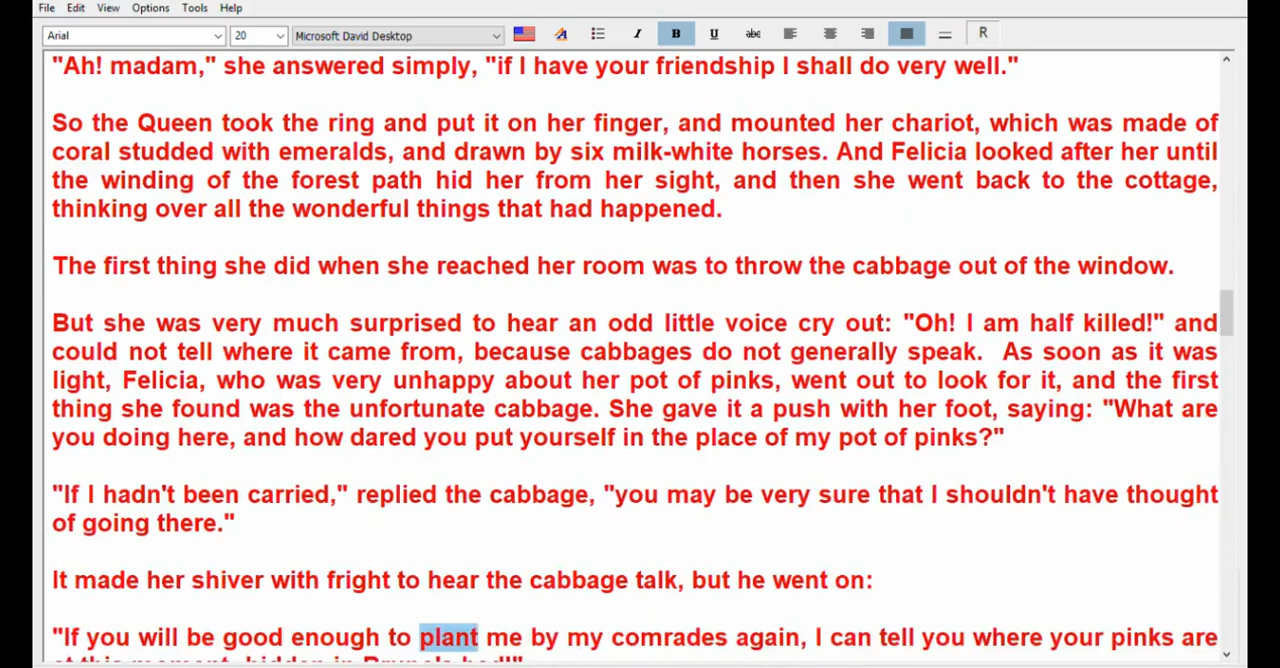 File Edit View Options Tools Help
Arial 20 Microsoft David Desktop I B U abc R
"Ah! madam," she answered simply, "if I have your friendship I shall do very well."
So the Queen took the ring and put it on her finger, and mounted her chariot, which was made of
coral studded with emeralds, and drawn by six milk-white horses. And Felicia looked after her until
the winding of the forest path hid her from her sight, and then she went back to the cottage,
thinking over all the wonderful things that had happened.
The first thing she did when she reached her room was to throw the cabbage out of the window.
But she was very much surprised to hear an odd little voice cry out: "Oh! I am half killed!" and
could not tell where it came from, because cabbages do not generally speak.  As soon as it was
light, Felicia, who was very unhappy about her pot of pinks, went out to look for it, and the first
thing she found was the unfortunate cabbage. She gave it a push with her foot, saying: "What are
you doing here, and how dared you put yourself in the place of my pot of pinks?"
"If I hadn't been carried," replied the cabbage, "you may be very sure that I shouldn't have thought
of going there."
It made her shiver with fright to hear the cabbage talk, but he went on:
"If you will be good enough to plant me by my comrades again, I can tell you where your pinks are
at this moment, hidden in Bruno's bed!"